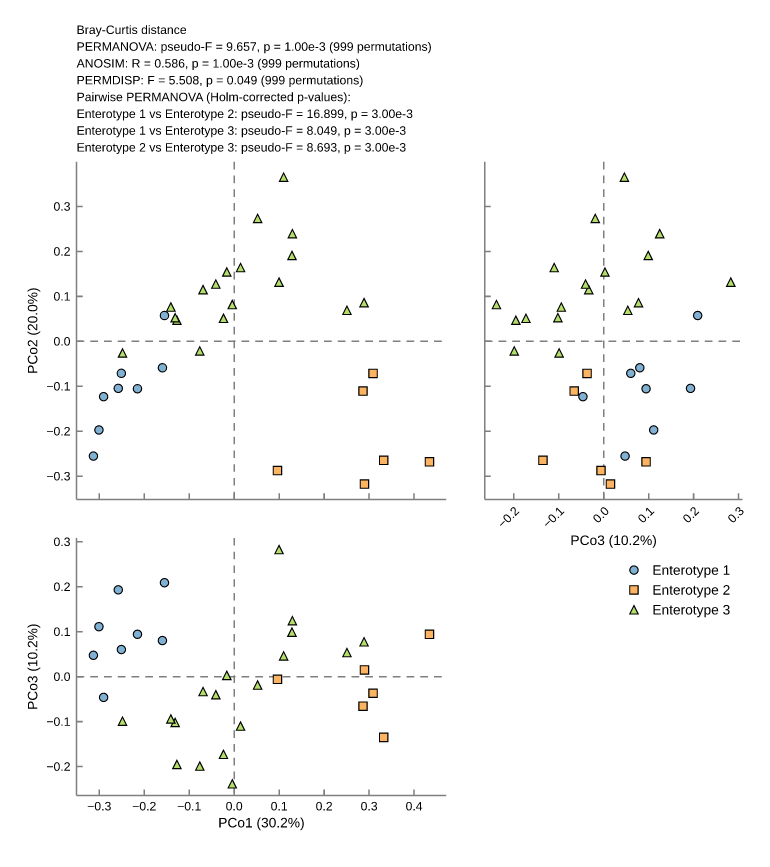 Bray-Curtis distance
PERMANOVA: pseudo-F = 9.657, p = 1.00e-3 (999 permutations)
ANOSIM: R = 0.586, p = 1.00e-3 (999 permutations)
PERMDISP: F = 5.508, p = 0.049 (999 permutations)
Pairwise PERMANOVA (Holm-corrected p-values):
Enterotype 1 vs Enterotype 2: pseudo-F = 16.899, p = 3.00e-3
Enterotype 1 vs Enterotype 3: pseudo-F = 8.049, p = 3.00e-3
Enterotype 2 vs Enterotype 3: pseudo-F = 8.693, p = 3.00e-3
PCo2 (20.0%)
0.3
0.2
0.1
0.0
−0.1
−0.2
−0.3
−0.2 −0.1 0.0 0.1 0.2 0.3
PCo3 (10.2%)
Enterotype 1
Enterotype 2
Enterotype 3
PCo3 (10.2%)
0.3
0.2
0.1
0.0
−0.1
−0.2
−0.3 −0.2 −0.1 0.0 0.1 0.2 0.3 0.4
PCo1 (30.2%)